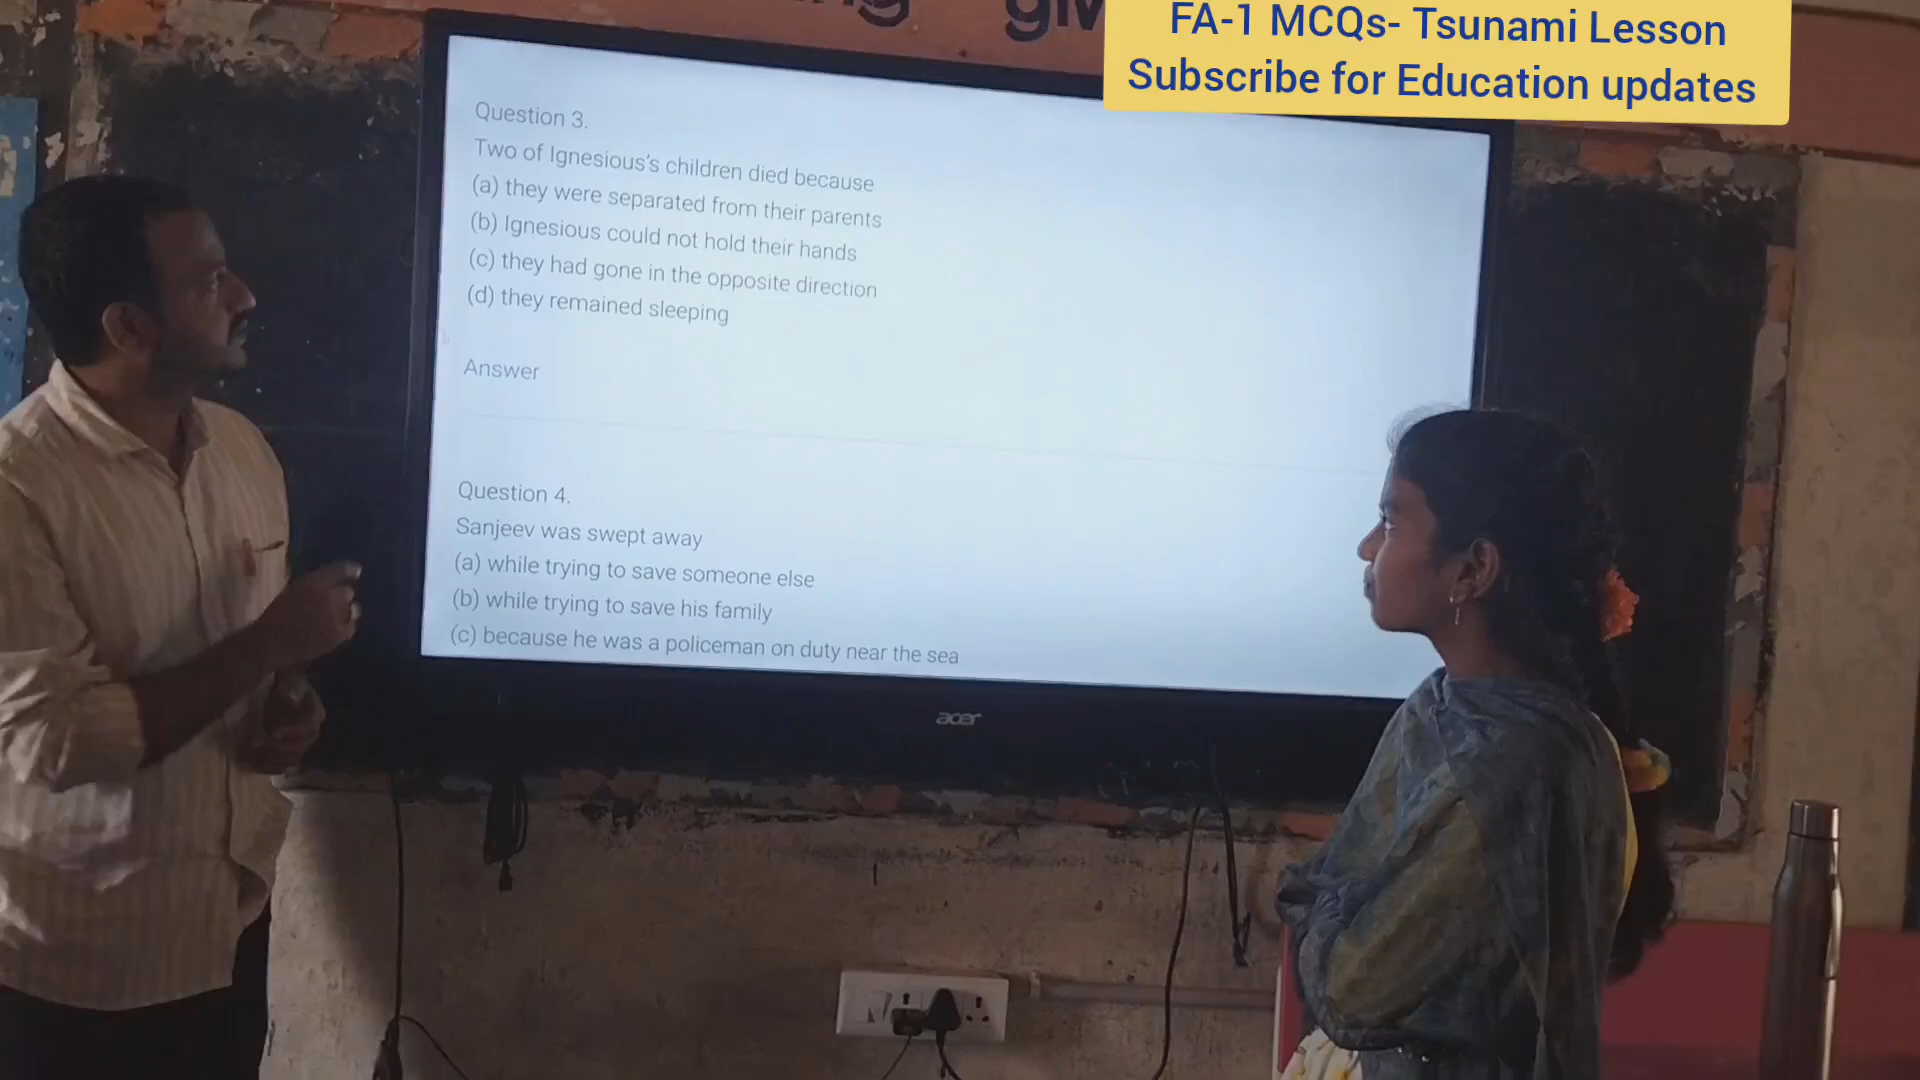 FA-1 MCQs- Tsunami Lesson
Subscribe for Education updates
Question 3.
Two of Ignesious's children died because
(a) they were separated from their parents
(b) Ignesious could not hold their hands
(c) they had gone in the opposite direction
(d) they remained sleeping
Answer
Question 4.
Sanjeev was swept away
(a) while trying to save someone else
(b) while trying to save his family
(c) because he was a policeman on duty near the sea
acer